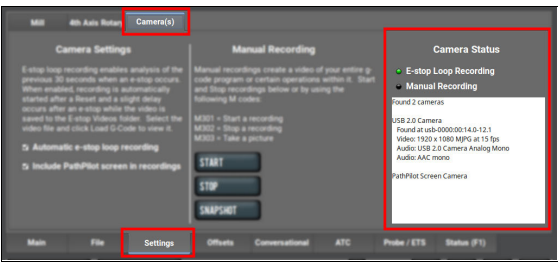 Mill
4th Axis Rotary
Camera(s)
Camera Settings
E-stop loop recording enables analysis of the
previous 30 seconds when an e-stop occurs.
When enabled, recording is automatically
started after a Reset and a slight delay
occurs after an e-stop while the video is
saved to the E-stop Videos folder. Select the
video file and click Load G-Code to view it.
Automatic e-stop loop recording
Include PathPilot screen in recordings
Manual Recording
Manual recordings create a video of your entire g-
code program or certain operations within it. Start
and Stop recordings below or by using the
following M codes:
M301 = Start a recording
M302 = Stop a recording
M303 = Take a picture
START
STOP
SNAPSHOT
Camera Status
E-stop Loop Recording
Manual Recording
Found 2 cameras
USB 2.0 Camera
Found at usb-0000:00:14.0-12.1
Video: 1920 x 1080 MJPG at 15 fps
Audio: USB 2.0 Camera Analog Mono
Audio: AAC mono
PathPilot Screen Camera
Main
File
Settings
Offsets
Conversational
ATC
Probe / ETS
Status (F1)